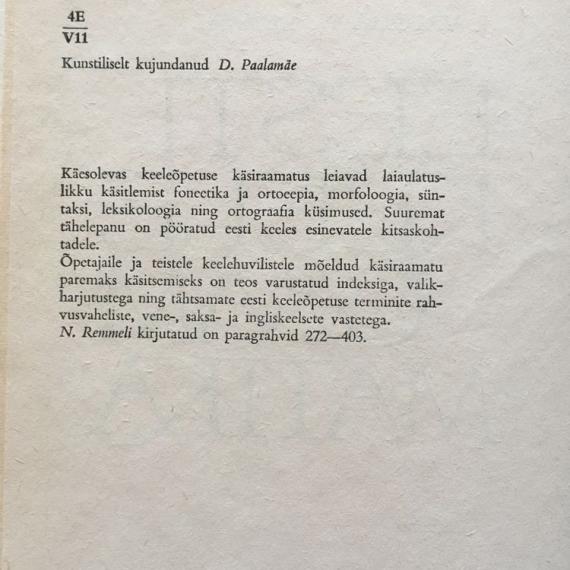 4E
V11
Kunstiliselt kujundanud D. Paalamäe
Käesolevas keeleõpetuse käsiraamatus leiavad laiaulatus-
likku käsitlemist foneetika ja ortoeepia, morfoloogia, sün-
taksi, leksikoloogia ning ortograafia küsimused. Suuremat
tähelepanu on pööratud eesti keeles esinevatele kitsaskoh-
tadele.
Õpetajaile ja teistele keelehuvilistele mõeldud käsiraamatu
paremaks käsitsemiseks on teos varustatud indeksiga, valik-
harjutustega ning tähtsamate eesti keeleõpetuse terminite rah-
vusvaheliste, vene-, saksa- ja ingliskeelsete vastetega.
N. Remmeli kirjutatud on paragrahvid 272—403.